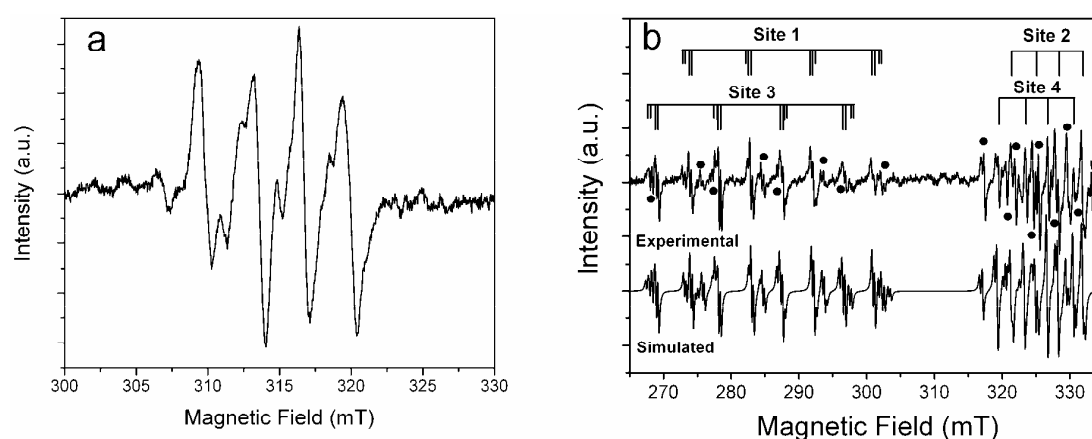 a
Intensity (a.u.)
300 305 310 315 320 325 330
Magnetic Field (mT)
b
Site 1
Site 2
Site 3
Site 4
Intensity (a.u.)
Experimental
Simulated
270 280 290 300 310 320 330
Magnetic Field (mT)